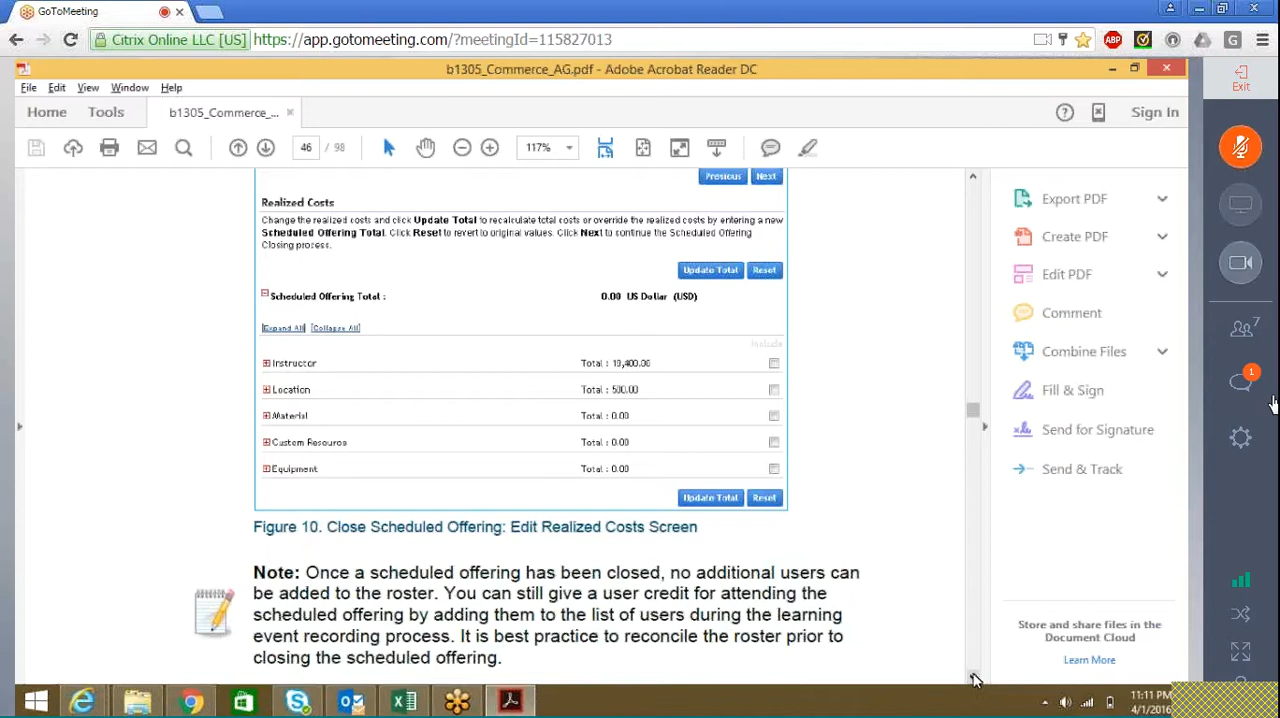 GoToMeeting
Citrix Online LLC [US]
https://app.gotomeeting.com/?meetingId=115827013
ABP
G
b1305_Commerce_AG.pdf - Adobe Acrobat Reader DC
Exit
File Edit View Window Help
Home Tools b1305_Commerce_... Sign In
46 / 98 117%
Previous Next
Realized Costs
Change the realized costs and click Update Total to recalculate total costs or override the realized costs by entering a new
Scheduled Offering Total. Click Reset to revert to original values. Click Next to continue the Scheduled Offering
Closing process.
Update Total Reset
Scheduled Offering Total : 0.00 US Dollar (USD)
[Expand All] [Collapse All]
Include
Instructor Total : 19,400.00
Location Total : 500.00
Material Total : 0.00
Custom Resource Total : 0.00
Equipment Total : 0.00
Update Total Reset
Figure 10. Close Scheduled Offering: Edit Realized Costs Screen
Note: Once a scheduled offering has been closed, no additional users can
be added to the roster. You can still give a user credit for attending the
scheduled offering by adding them to the list of users during the learning
event recording process. It is best practice to reconcile the roster prior to
closing the scheduled offering.
Export PDF
Create PDF
Edit PDF
Comment
Combine Files
Fill & Sign
Send for Signature
Send & Track
Store and share files in the
Document Cloud
Learn More
7
1
11:11 PM
4/1/2016